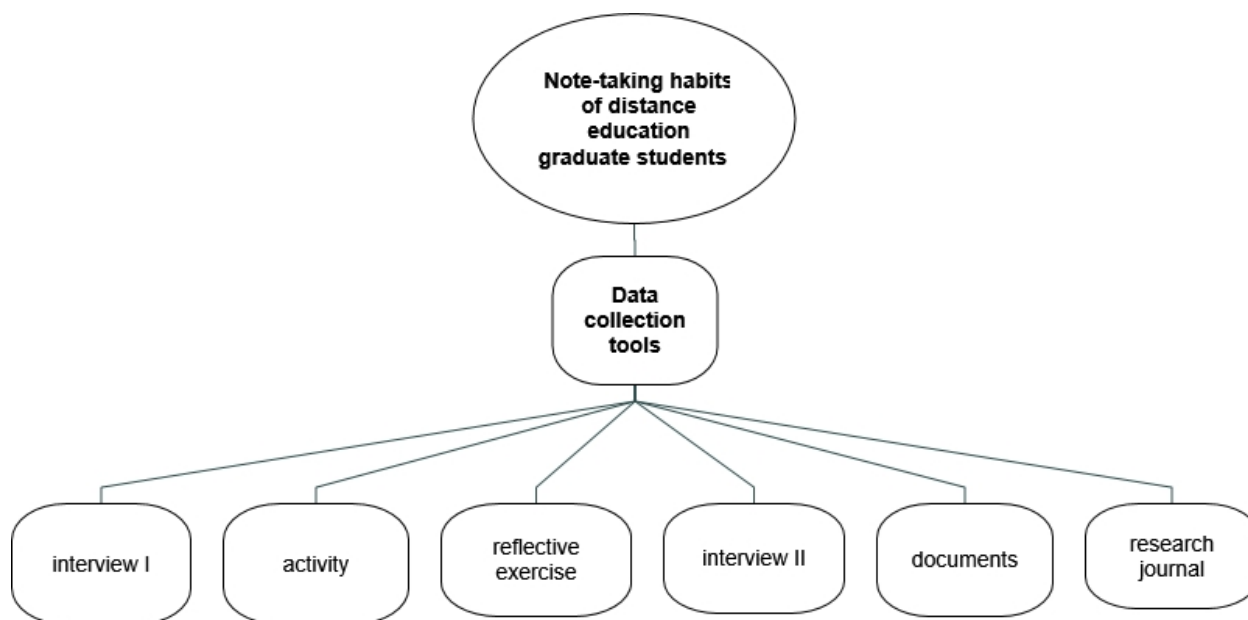 Note-taking habits
of distance
education
graduate students
Data
collection
tools
interview I
activity
reflective
exercise
interview II
documents
research
journal